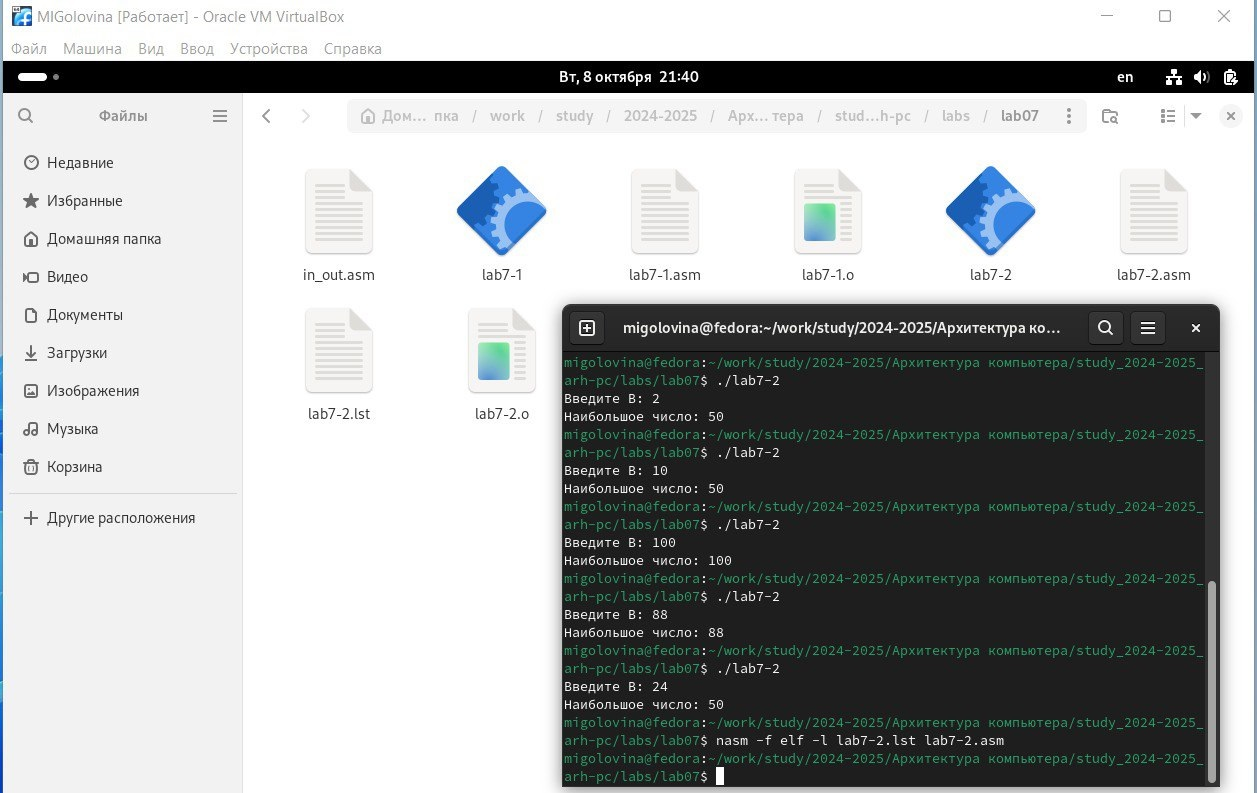 MIGolovina [Работает] - Oracle VM VirtualBox
Файл Машина Вид Ввод Устройства Справка
Вт, 8 октября 21:40
en
Файлы
Дом... пка / work / study / 2024-2025 / Арх... тера / stud...h-pc / labs / lab07
Недавние
Избранные
Домашняя папка
Видео
Документы
Загрузки
Изображения
Музыка
Корзина
Другие расположения
in_out.asm
lab7-1
lab7-1.asm
lab7-1.o
lab7-2
lab7-2.asm
lab7-2.lst
lab7-2.o
migolovina@fedora:~/work/study/2024-2025/Архитектура ко...
migolovina@fedora:~/work/study/2024-2025/Архитектура компьютера/study_2024-2025_
arh-pc/labs/lab07$ ./lab7-2
Введите B: 2
Наибольшое число: 50
migolovina@fedora:~/work/study/2024-2025/Архитектура компьютера/study_2024-2025_
arh-pc/labs/lab07$ ./lab7-2
Введите B: 10
Наибольшое число: 50
migolovina@fedora:~/work/study/2024-2025/Архитектура компьютера/study_2024-2025_
arh-pc/labs/lab07$ ./lab7-2
Введите B: 100
Наибольшое число: 100
migolovina@fedora:~/work/study/2024-2025/Архитектура компьютера/study_2024-2025_
arh-pc/labs/lab07$ ./lab7-2
Введите B: 88
Наибольшое число: 88
migolovina@fedora:~/work/study/2024-2025/Архитектура компьютера/study_2024-2025_
arh-pc/labs/lab07$ ./lab7-2
Введите B: 24
Наибольшое число: 50
migolovina@fedora:~/work/study/2024-2025/Архитектура компьютера/study_2024-2025_
arh-pc/labs/lab07$ nasm -f elf -l lab7-2.lst lab7-2.asm
migolovina@fedora:~/work/study/2024-2025/Архитектура компьютера/study_2024-2025_
arh-pc/labs/lab07$